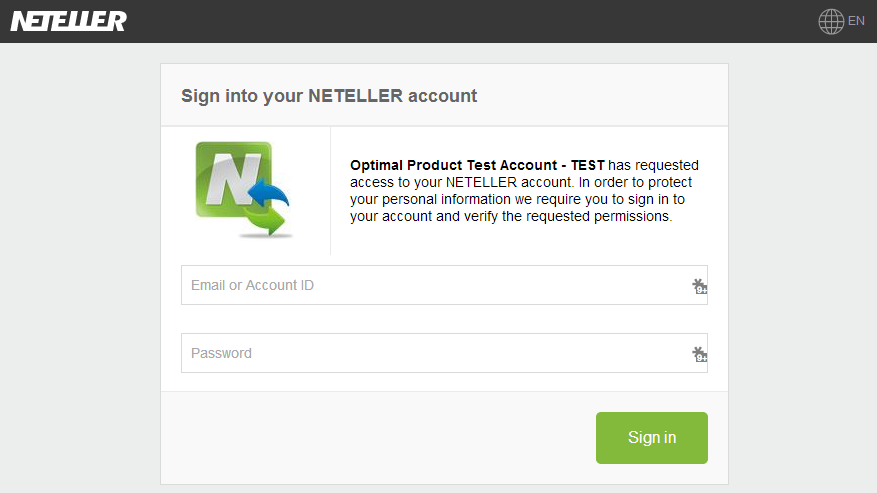 NETELLER
EN
Sign into your NETELLER account
N
Optimal Product Test Account - TEST has requested
access to your NETELLER account. In order to protect
your personal information we require you to sign in to
your account and verify the requested permissions.
Email or Account ID
9+
Password
9+
Sign in